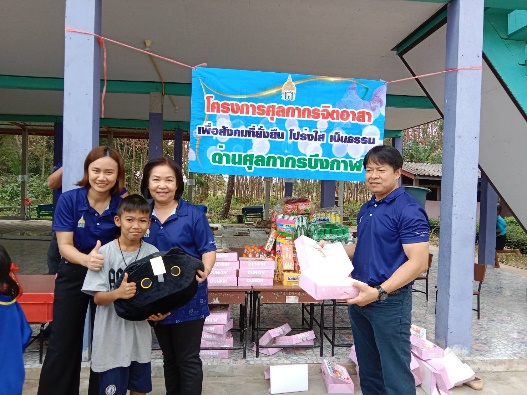 โครงการศุลกากรจิตอาสา
เพื่อสังคมที่ยั่งยืน โปร่งใส เป็นธรรม
ด่านศุลกากรบึงกาฬ